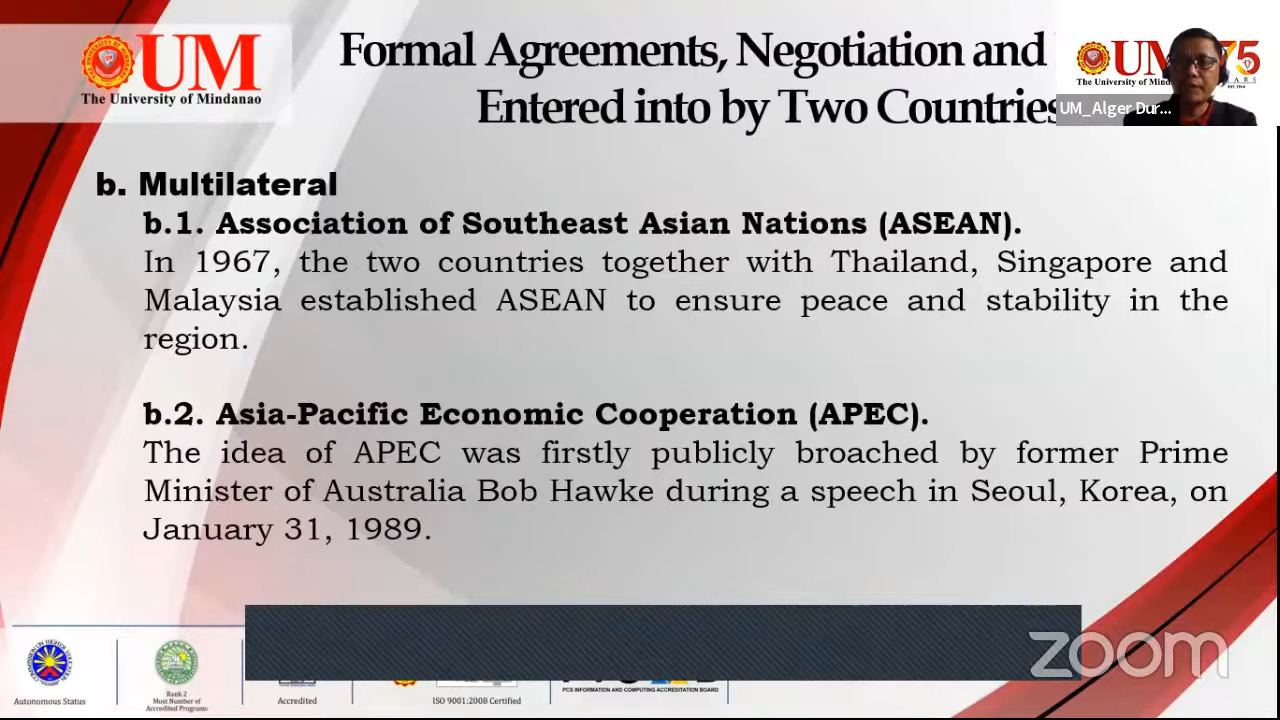 UM
The University of Mindanao
Formal Agreements, Negotiation and
Entered into by Two Countries
UM 75
The University of Mind
YEARS
UM_Alger Dur...
b. Multilateral
b.1. Association of Southeast Asian Nations (ASEAN).
In 1967, the two countries together with Thailand, Singapore and
Malaysia established ASEAN to ensure peace and stability in the
region.
b.2. Asia-Pacific Economic Cooperation (APEC).
The idea of APEC was firstly publicly broached by former Prime
Minister of Australia Bob Hawke during a speech in Seoul, Korea, on
January 31, 1989.
zoom
Autonomous Status
Rank 2
Most Number of
Accredited Programs
Accredited
ISO 9001:2008 Certified
PCS INFORMATION AND COMPUTING ACCREDITATION BOARD